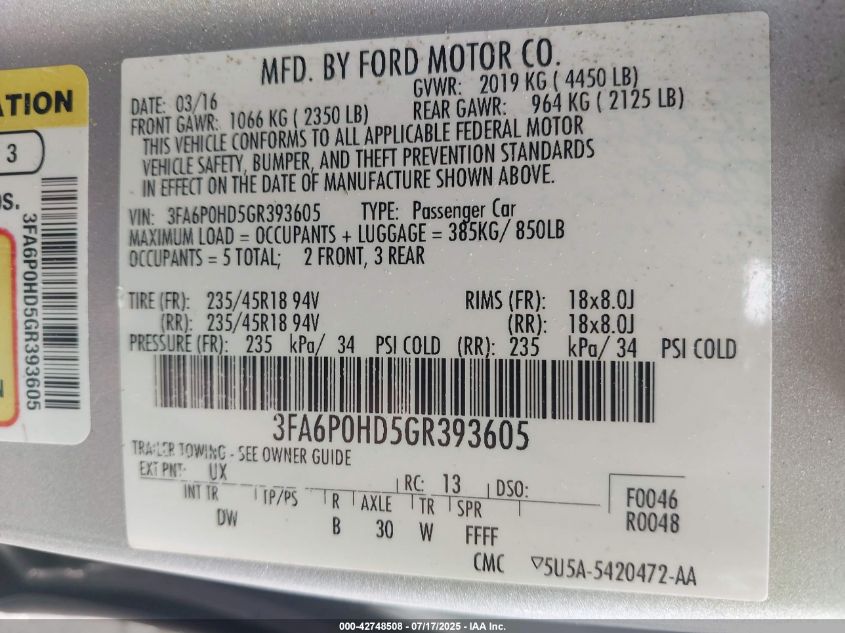 MFD. BY FORD MOTOR CO.
DATE: 03/16
GVWR: 2019 KG ( 4450 LB)
FRONT GAWR: 1066 KG ( 2350 LB)
REAR GAWR: 964 KG ( 2125 LB)
THIS VEHICLE CONFORMS TO ALL APPLICABLE FEDERAL MOTOR
VEHICLE SAFETY, BUMPER, AND THEFT PREVENTION STANDARDS
IN EFFECT ON THE DATE OF MANUFACTURE SHOWN ABOVE.
VIN: 3FA6P0HD5GR393605 TYPE: Passenger Car
MAXIMUM LOAD = OCCUPANTS + LUGGAGE = 385KG/ 850LB
OCCUPANTS = 5 TOTAL; 2 FRONT, 3 REAR
TIRE (FR): 235/45R18 94V RIMS (FR): 18x8.0J
(RR): 235/45R18 94V (RR): 18x8.0J
PRESSURE (FR): 235 kPa/ 34 PSI COLD (RR): 235 kPa/ 34 PSI COLD
3FA6P0HD5GR393605
TRAILER TOWING - SEE OWNER GUIDE
EXT PNT: UX RC: 13 DSO:
INT TR TP/PS R AXLE TR SPR
DW B 30 W FFFF
F0046
R0048
CMC ▽5U5A-5420472-AA
ATION
3
OS.
3FA6P0HD5GR393605
N
000-42748508 - 07/17/2025 - IAA Inc.